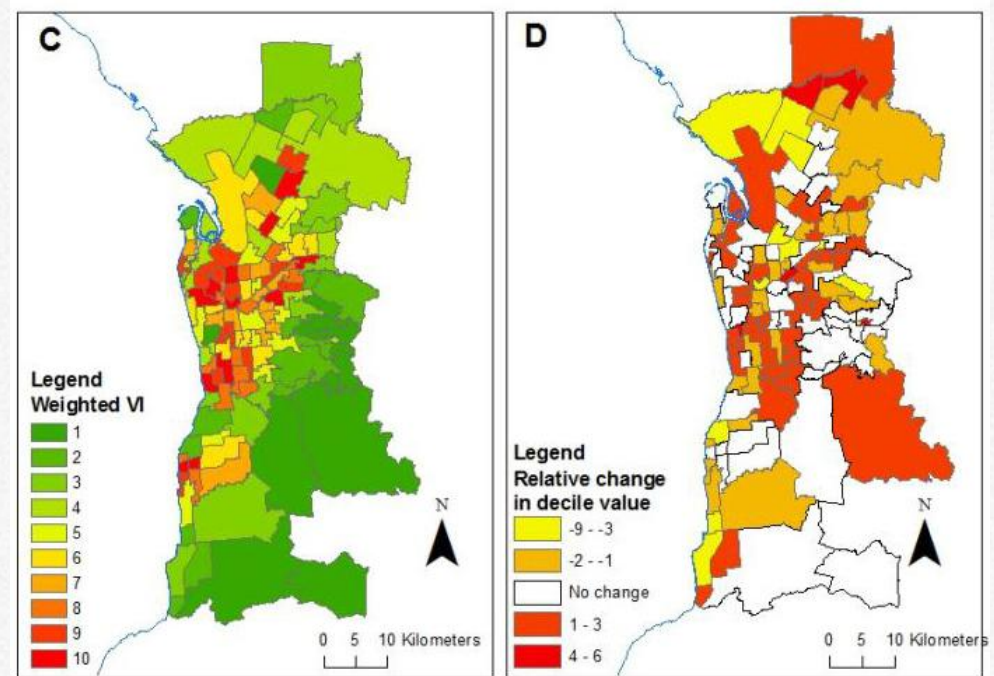 C
Legend
Weighted VI
1
2
3
4
5
6
7
8
9
10
N
0 5 10 Kilometers
D
Legend
Relative change
in decile value
-9 - -3
-2 - -1
No change
1 - 3
4 - 6
N
0 5 10 Kilometers